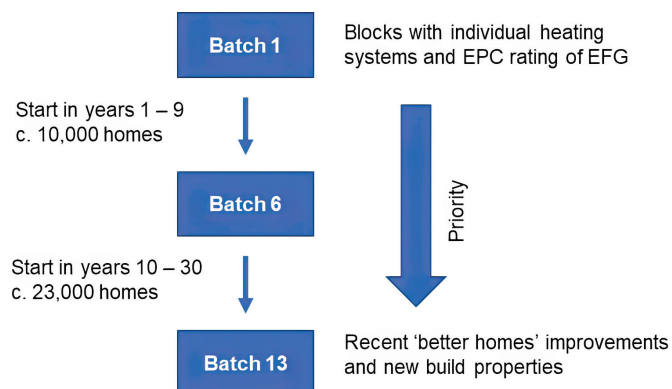 Batch 1
Blocks with individual heating
systems and EPC rating of EFG
Start in years 1 – 9
c. 10,000 homes
Batch 6
Priority
Start in years 10 – 30
c. 23,000 homes
Batch 13
Recent ‘better homes’ improvements
and new build properties